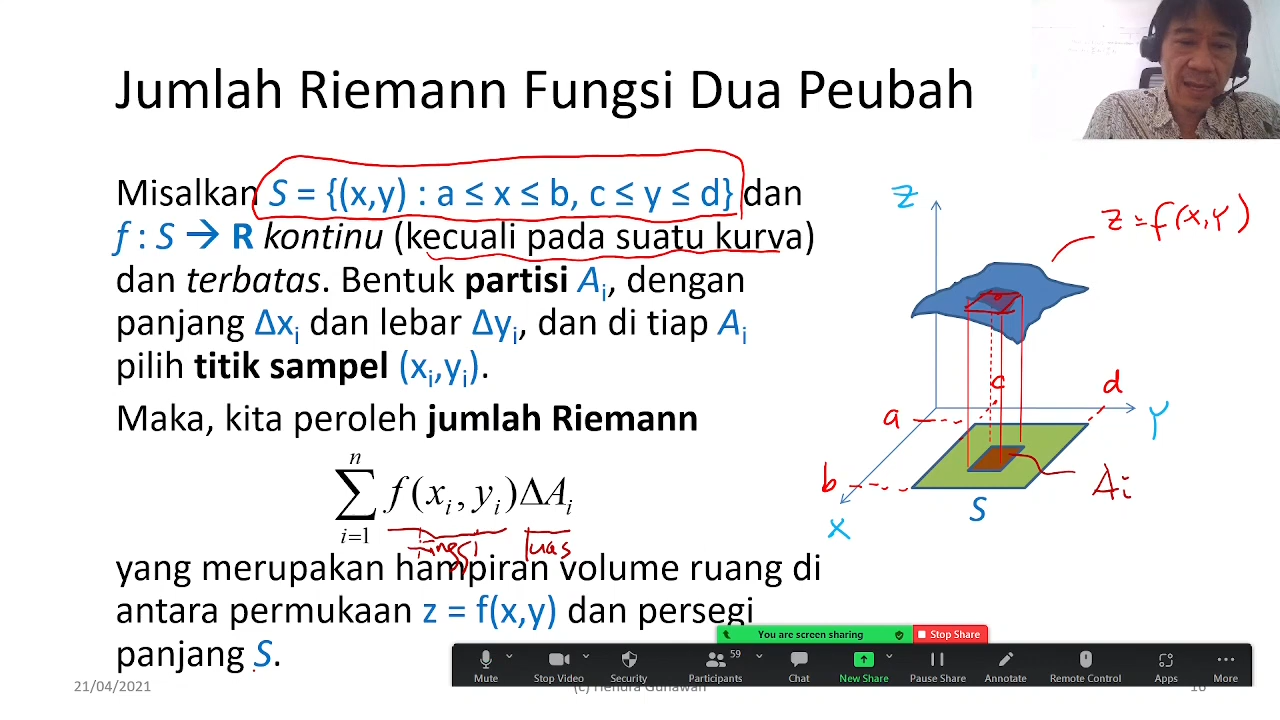 Jumlah Riemann Fungsi Dua Peubah
Misalkan S = {(x,y) : a ≤ x ≤ b, c ≤ y ≤ d} dan
f : S → R kontinu (kecuali pada suatu kurva)
dan terbatas. Bentuk partisi Ai, dengan
panjang Δxi dan lebar Δyi, dan di tiap Ai
pilih titik sampel (xi,yi).
Maka, kita peroleh jumlah Riemann
n
∑ f(xi, yi)ΔAi
i=1
tinggi luas
yang merupakan hampiran volume ruang di
antara permukaan z = f(x,y) dan persegi
panjang S.
Z
z = f(x,y)
c
d
a
Y
b
Ai
S
X
You are screen sharing
Stop Share
59
Mute
Stop Video
Security
Participants
Chat
New Share
Pause Share
Annotate
Remote Control
Apps
More
21/04/2021
(c) Hendra Gunawan
16